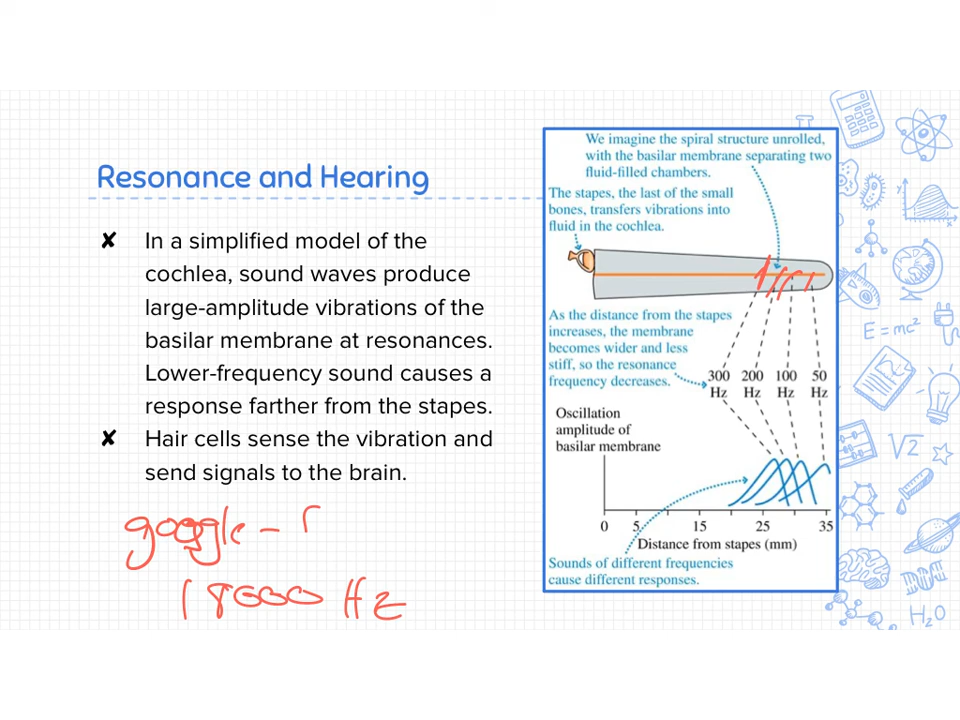 We imagine the spiral structure unrolled,
with the basilar membrane separating two
fluid-filled chambers.
Resonance and Hearing
The stapes, the last of the small
bones, transfers vibrations into
fluid in the cochlea.
✘ In a simplified model of the
cochlea, sound waves produce
large-amplitude vibrations of the
basilar membrane at resonances.
Lower-frequency sound causes a
response farther from the stapes.
✘ Hair cells sense the vibration and
send signals to the brain.
goggle -
18000 Hz
As the distance from the stapes
increases, the membrane
becomes wider and less
stiff, so the resonance
frequency decreases.
300 200 100 50
Hz Hz Hz Hz
Oscillation
amplitude of
basilar membrane
0 5 15 25 35
Distance from stapes (mm)
Sounds of different frequencies
cause different responses.
E = mc²
√2
H₂O